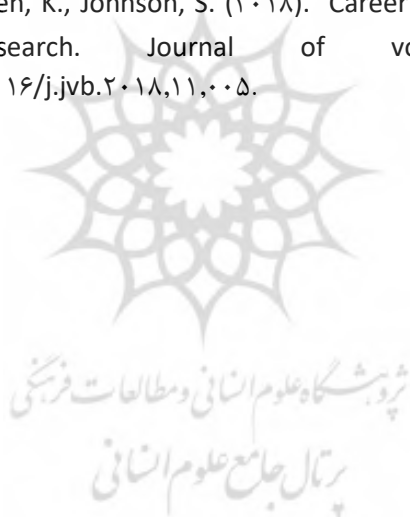 en, K., Johnson, S. (۲۰۱۸). Career
search. Journal of vo
۱۶/j.jvb.۲۰۱۸,۱۱,۰۰۵.
پژوهشگاه علوم انسانی و مطالعات فرهنگی
پرتال جامع علوم انسانی